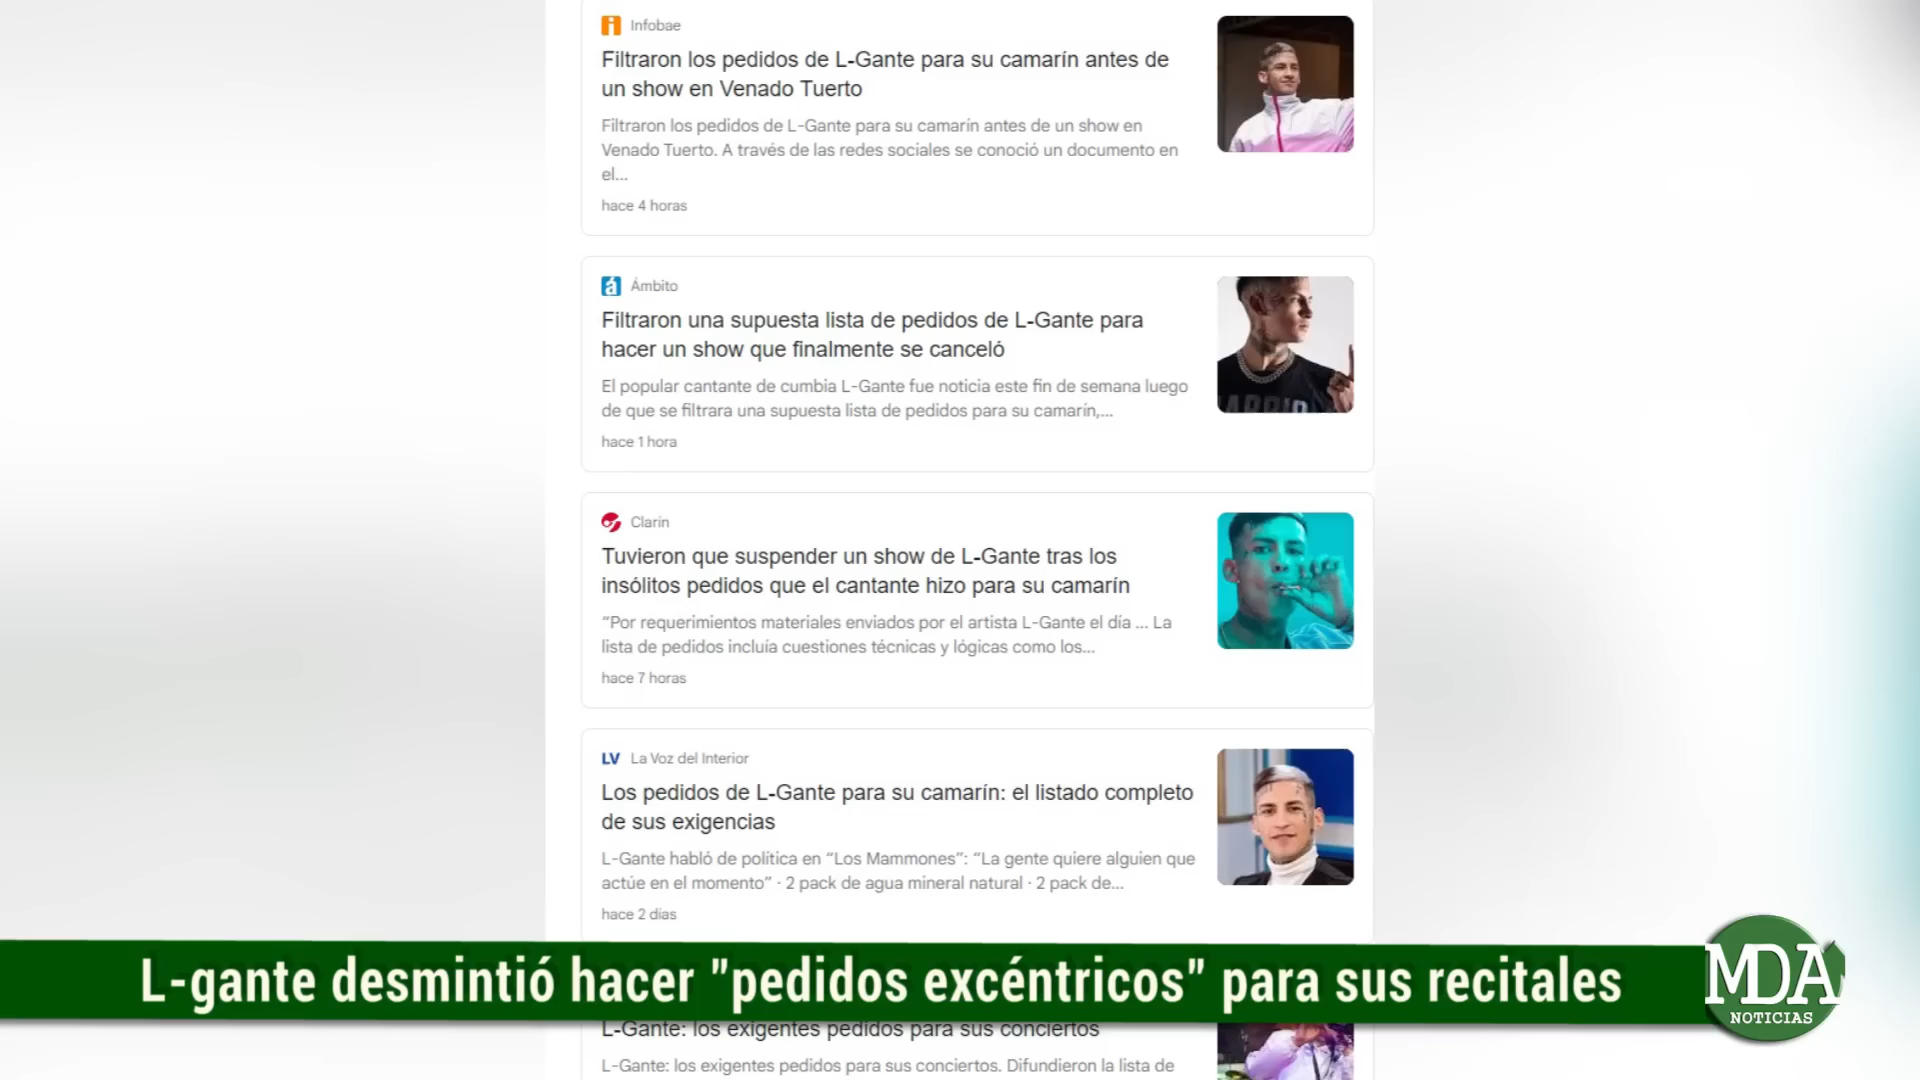 Infobae
Filtraron los pedidos de L-Gante para su camarín antes de
un show en Venado Tuerto
Filtraron los pedidos de L-Gante para su camarín antes de un show en
Venado Tuerto. A través de las redes sociales se conoció un documento en
el...
hace 4 horas
á Ámbito
Filtraron una supuesta lista de pedidos de L-Gante para
hacer un show que finalmente se canceló
El popular cantante de cumbia L-Gante fue noticia este fin de semana luego
de que se filtrara una supuesta lista de pedidos para su camarín,...
hace 1 hora
Clarín
Tuvieron que suspender un show de L-Gante tras los
insólitos pedidos que el cantante hizo para su camarín
“Por requerimientos materiales enviados por el artista L-Gante el día ... La
lista de pedidos incluía cuestiones técnicas y lógicas como los...
hace 7 horas
LV La Voz del Interior
Los pedidos de L-Gante para su camarín: el listado completo
de sus exigencias
L-Gante habló de política en “Los Mammones”: “La gente quiere alguien que
actúe en el momento” · 2 pack de agua mineral natural · 2 pack de...
hace 2 días
L-gante desmintió hacer "pedidos excéntricos" para sus recitales
MDA
NOTICIAS
L-Gante: los exigentes pedidos para sus conciertos
L-Gante: los exigentes pedidos para sus conciertos. Difundieron la lista de